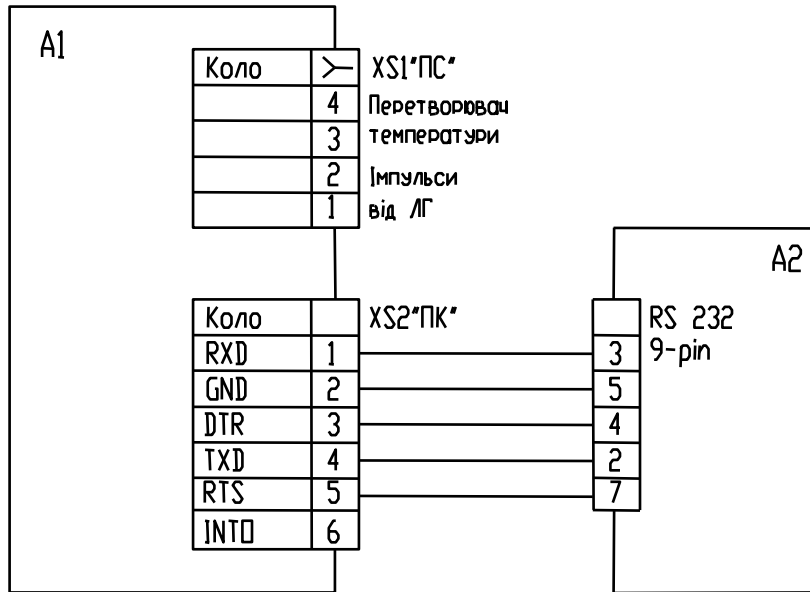 A1
Коло XS1"ПС"
4 Перетворювач
3 температури
2 Імпульси
1 від ЛГ
A2
Коло XS2"ПК" RS 232
RXD 1 3 9-pin
GND 2 5
DTR 3 4
TXD 4 2
RTS 5 7
INTO 6